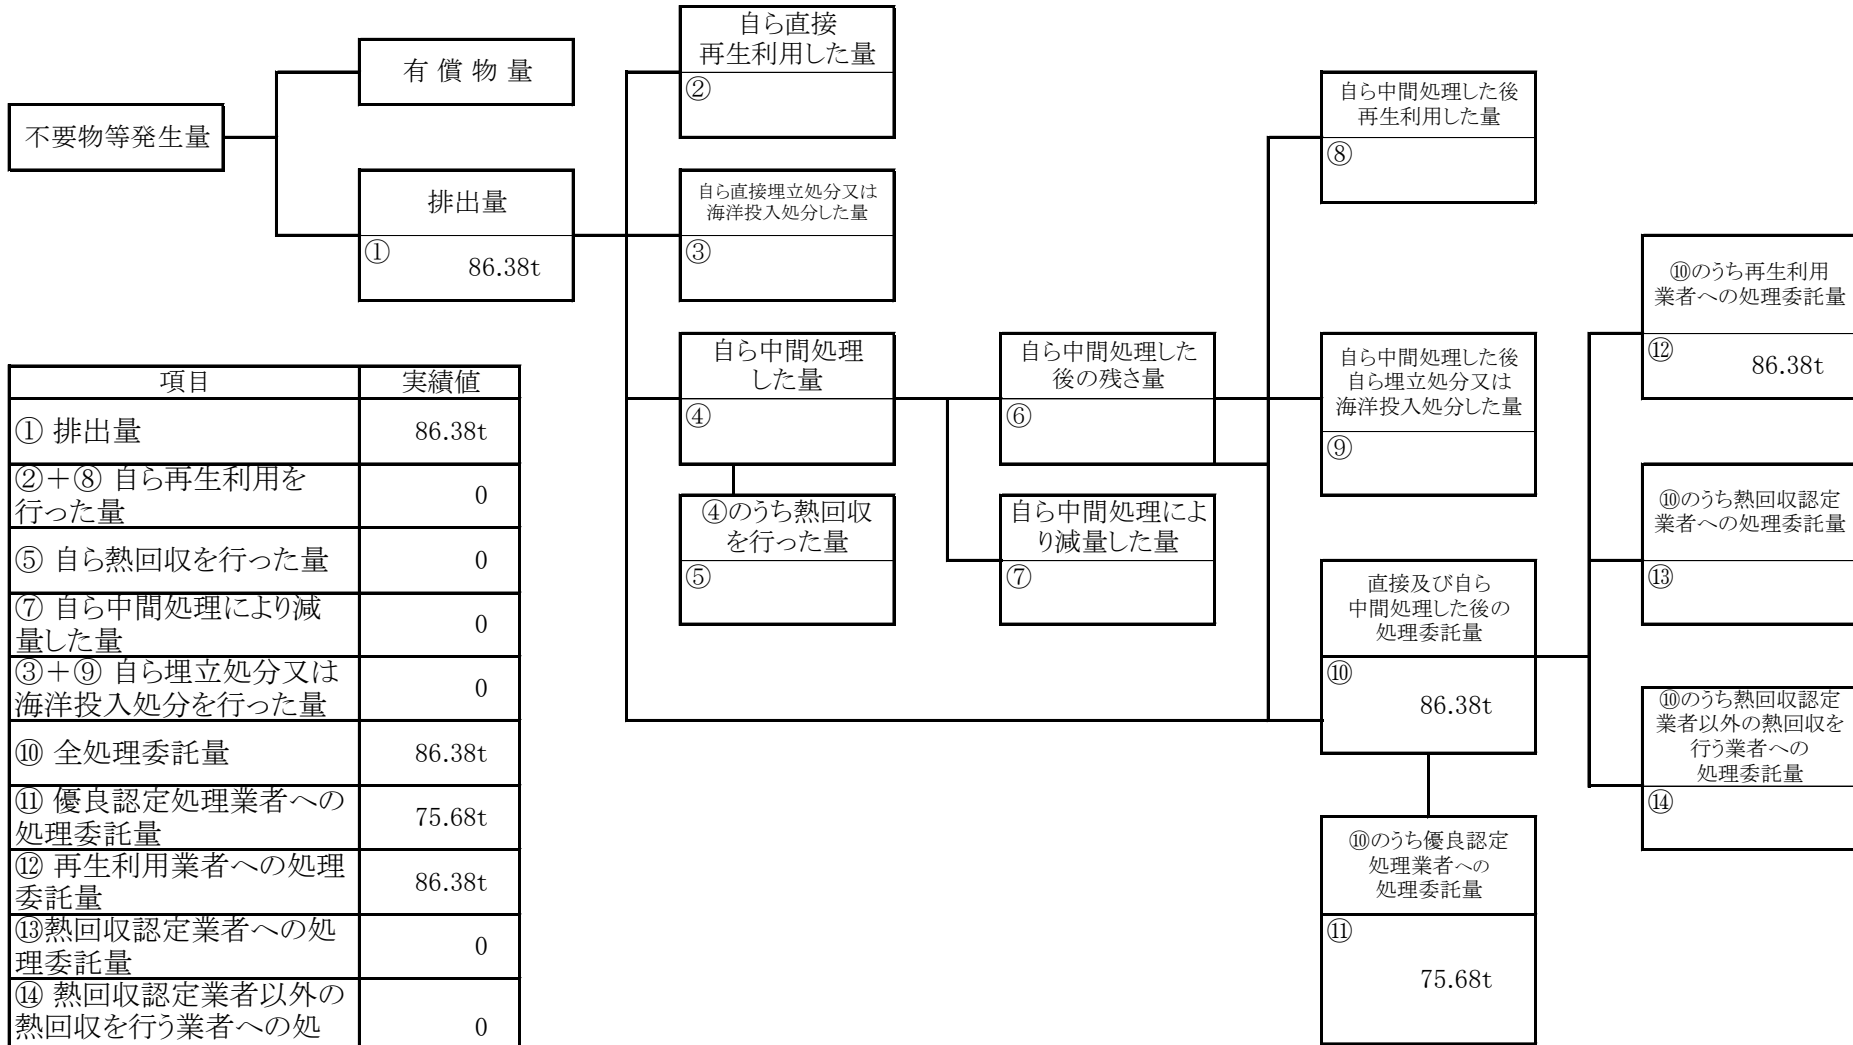 不要物等発生量
有 償 物 量
排出量
①
86.38t
自ら直接
再生利用した量
②
自ら直接埋立処分又は
海洋投入処分した量
③
自ら中間処理
した量
④
④のうち熱回収
を行った量
⑤
自ら中間処理した
後の残さ量
⑥
自ら中間処理によ
り減量した量
⑦
自ら中間処理した後
再生利用した量
⑧
自ら中間処理した後
自ら埋立処分又は
海洋投入処分した量
⑨
直接及び自ら
中間処理した後の
処理委託量
⑩
86.38t
⑩のうち優良認定
処理業者への
処理委託量
⑪
75.68t
⑩のうち再生利用
業者への処理委託量
⑫
86.38t
⑩のうち熱回収認定
業者への処理委託量
⑬
⑩のうち熱回収認定
業者以外の熱回収を
行う業者への
処理委託量
⑭
項目 実績値
① 排出量 86.38t
②＋⑧ 自ら再生利用を
行った量 0
⑤ 自ら熱回収を行った量 0
⑦ 自ら中間処理により減
量した量 0
③＋⑨ 自ら埋立処分又は
海洋投入処分を行った量 0
⑩ 全処理委託量 86.38t
⑪ 優良認定処理業者への
処理委託量 75.68t
⑫ 再生利用業者への処理
委託量 86.38t
⑬熱回収認定業者への処
理委託量 0
⑭ 熱回収認定業者以外の
熱回収を行う業者への処 0